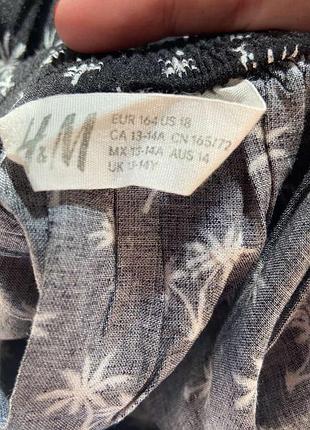 H&M
EUR 164 US 18
CA 13-14A CN 165/72
MX 13-14A AUS 14
UK 13-14Y